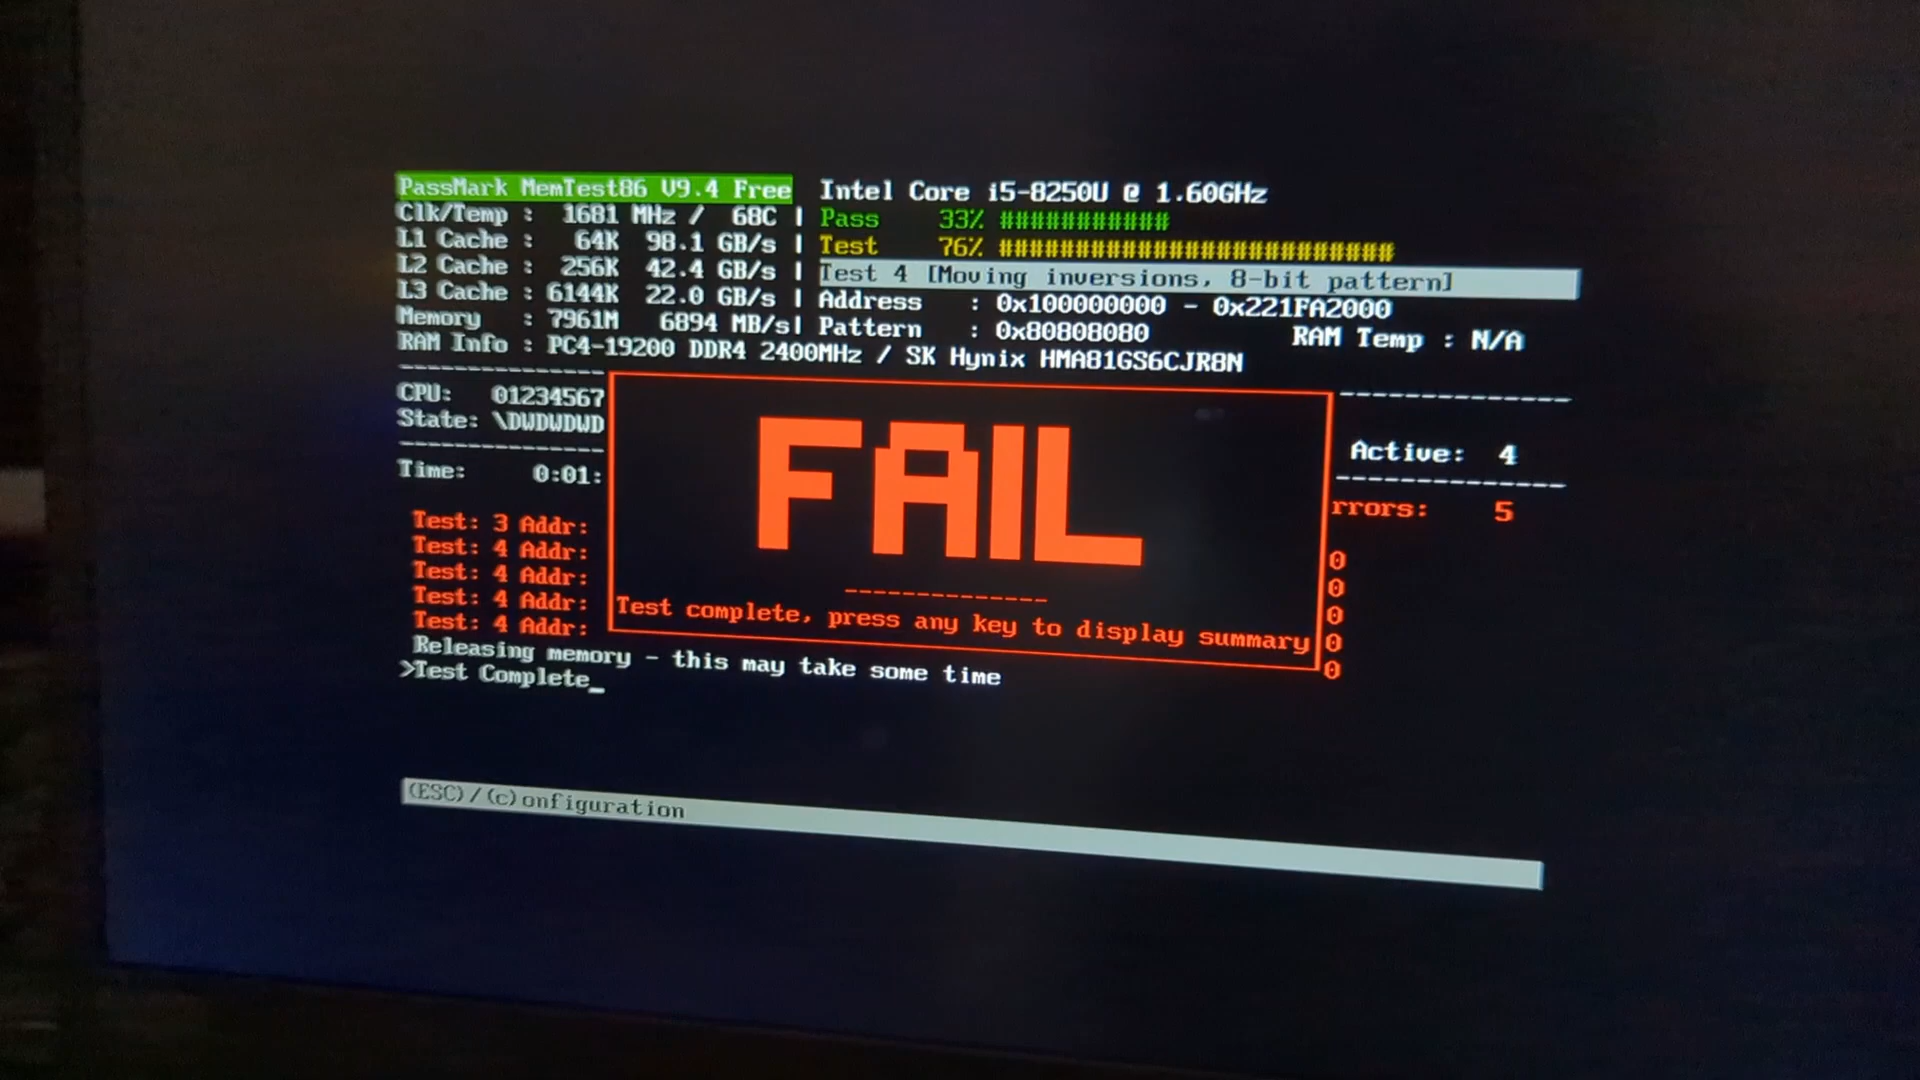 PassMark MemTest86 V9.4 Free Intel Core i5-8250U @ 1.60GHz
Clk/Temp : 1681 MHz / 68C | Pass 33% ###########
L1 Cache : 64K 98.1 GB/s | Test 76% ##########################
L2 Cache : 256K 42.4 GB/s | Test 4 [Moving inversions, 8-bit pattern]
L3 Cache : 6144K 22.0 GB/s | Address : 0x100000000 - 0x221FA2000
Memory : 7961M 6894 MB/s| Pattern : 0x80808080 RAM Temp : N/A
RAM Info : PC4-19200 DDR4 2400MHz / SK Hynix HMA81GS6CJR8N
CPU: 01234567
State: \DWDWDWD Active: 4
Time: 0:01: rrors: 5
FAIL
Test complete, press any key to display summary
Test: 3 Addr: 0
Test: 4 Addr: 0
Test: 4 Addr: 0
Test: 4 Addr: 0
Test: 4 Addr: 0
Releasing memory - this may take some time
>Test Complete_
(ESC)/(c)onfiguration